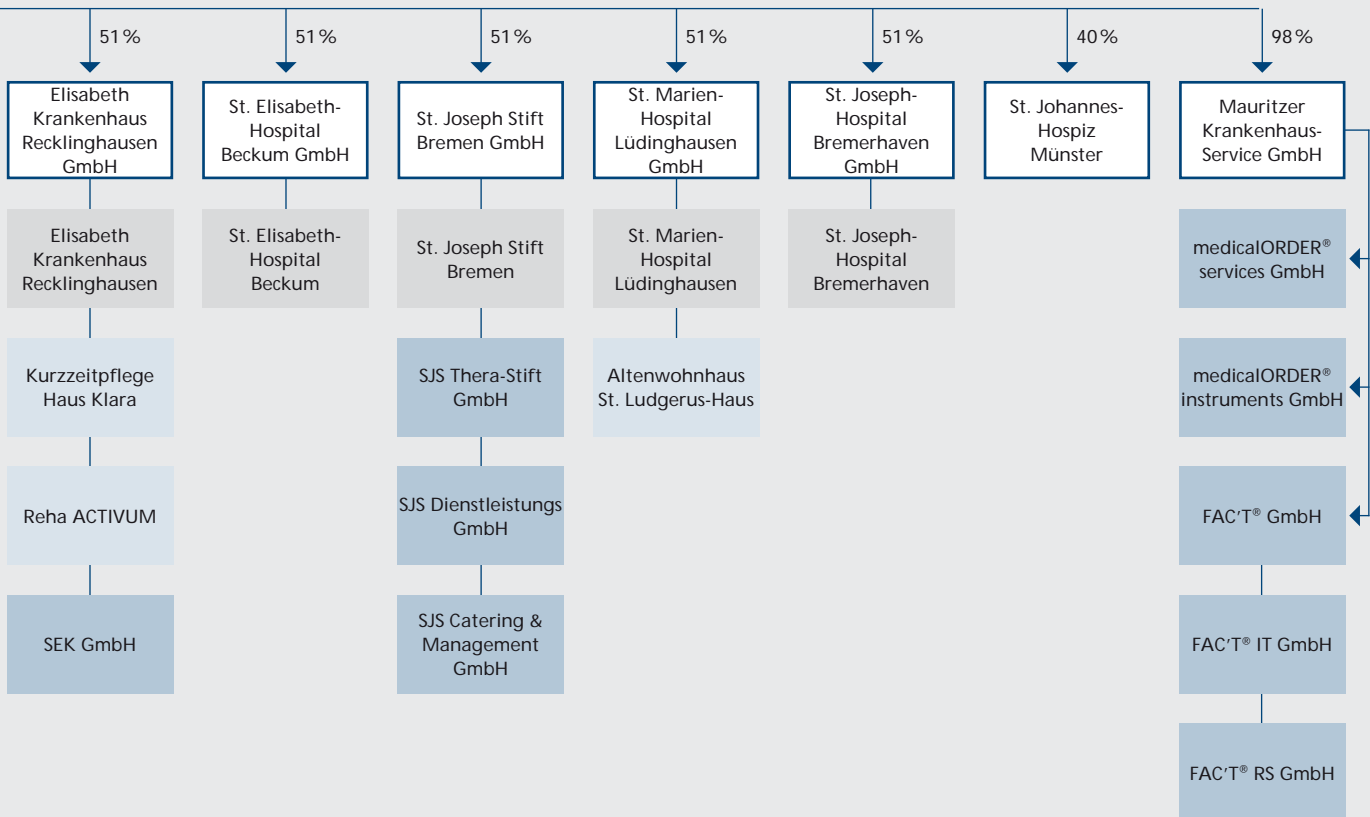 51 %
51 %
51 %
51 %
51 %
40 %
98 %
Elisabeth
Krankenhaus
Recklinghausen
GmbH
St. Elisabeth-
Hospital
Beckum GmbH
St. Joseph Stift
Bremen GmbH
St. Marien-
Hospital
Lüdinghausen
GmbH
St. Joseph-
Hospital
Bremerhaven
GmbH
St. Johannes-
Hospiz
Münster
Mauritzer
Krankenhaus-
Service GmbH
Elisabeth
Krankenhaus
Recklinghausen
St. Elisabeth-
Hospital
Beckum
St. Joseph Stift
Bremen
St. Marien-
Hospital
Lüdinghausen
St. Joseph-
Hospital
Bremerhaven
medicalORDER®
services GmbH
Kurzzeitpflege
Haus Klara
SJS Thera-Stift
GmbH
Altenwohnhaus
St. Ludgerus-Haus
medicalORDER®
instruments GmbH
Reha ACTIVUM
SJS Dienstleistungs
GmbH
FAC'T® GmbH
SEK GmbH
SJS Catering &
Management
GmbH
FAC'T® IT GmbH
FAC'T® RS GmbH